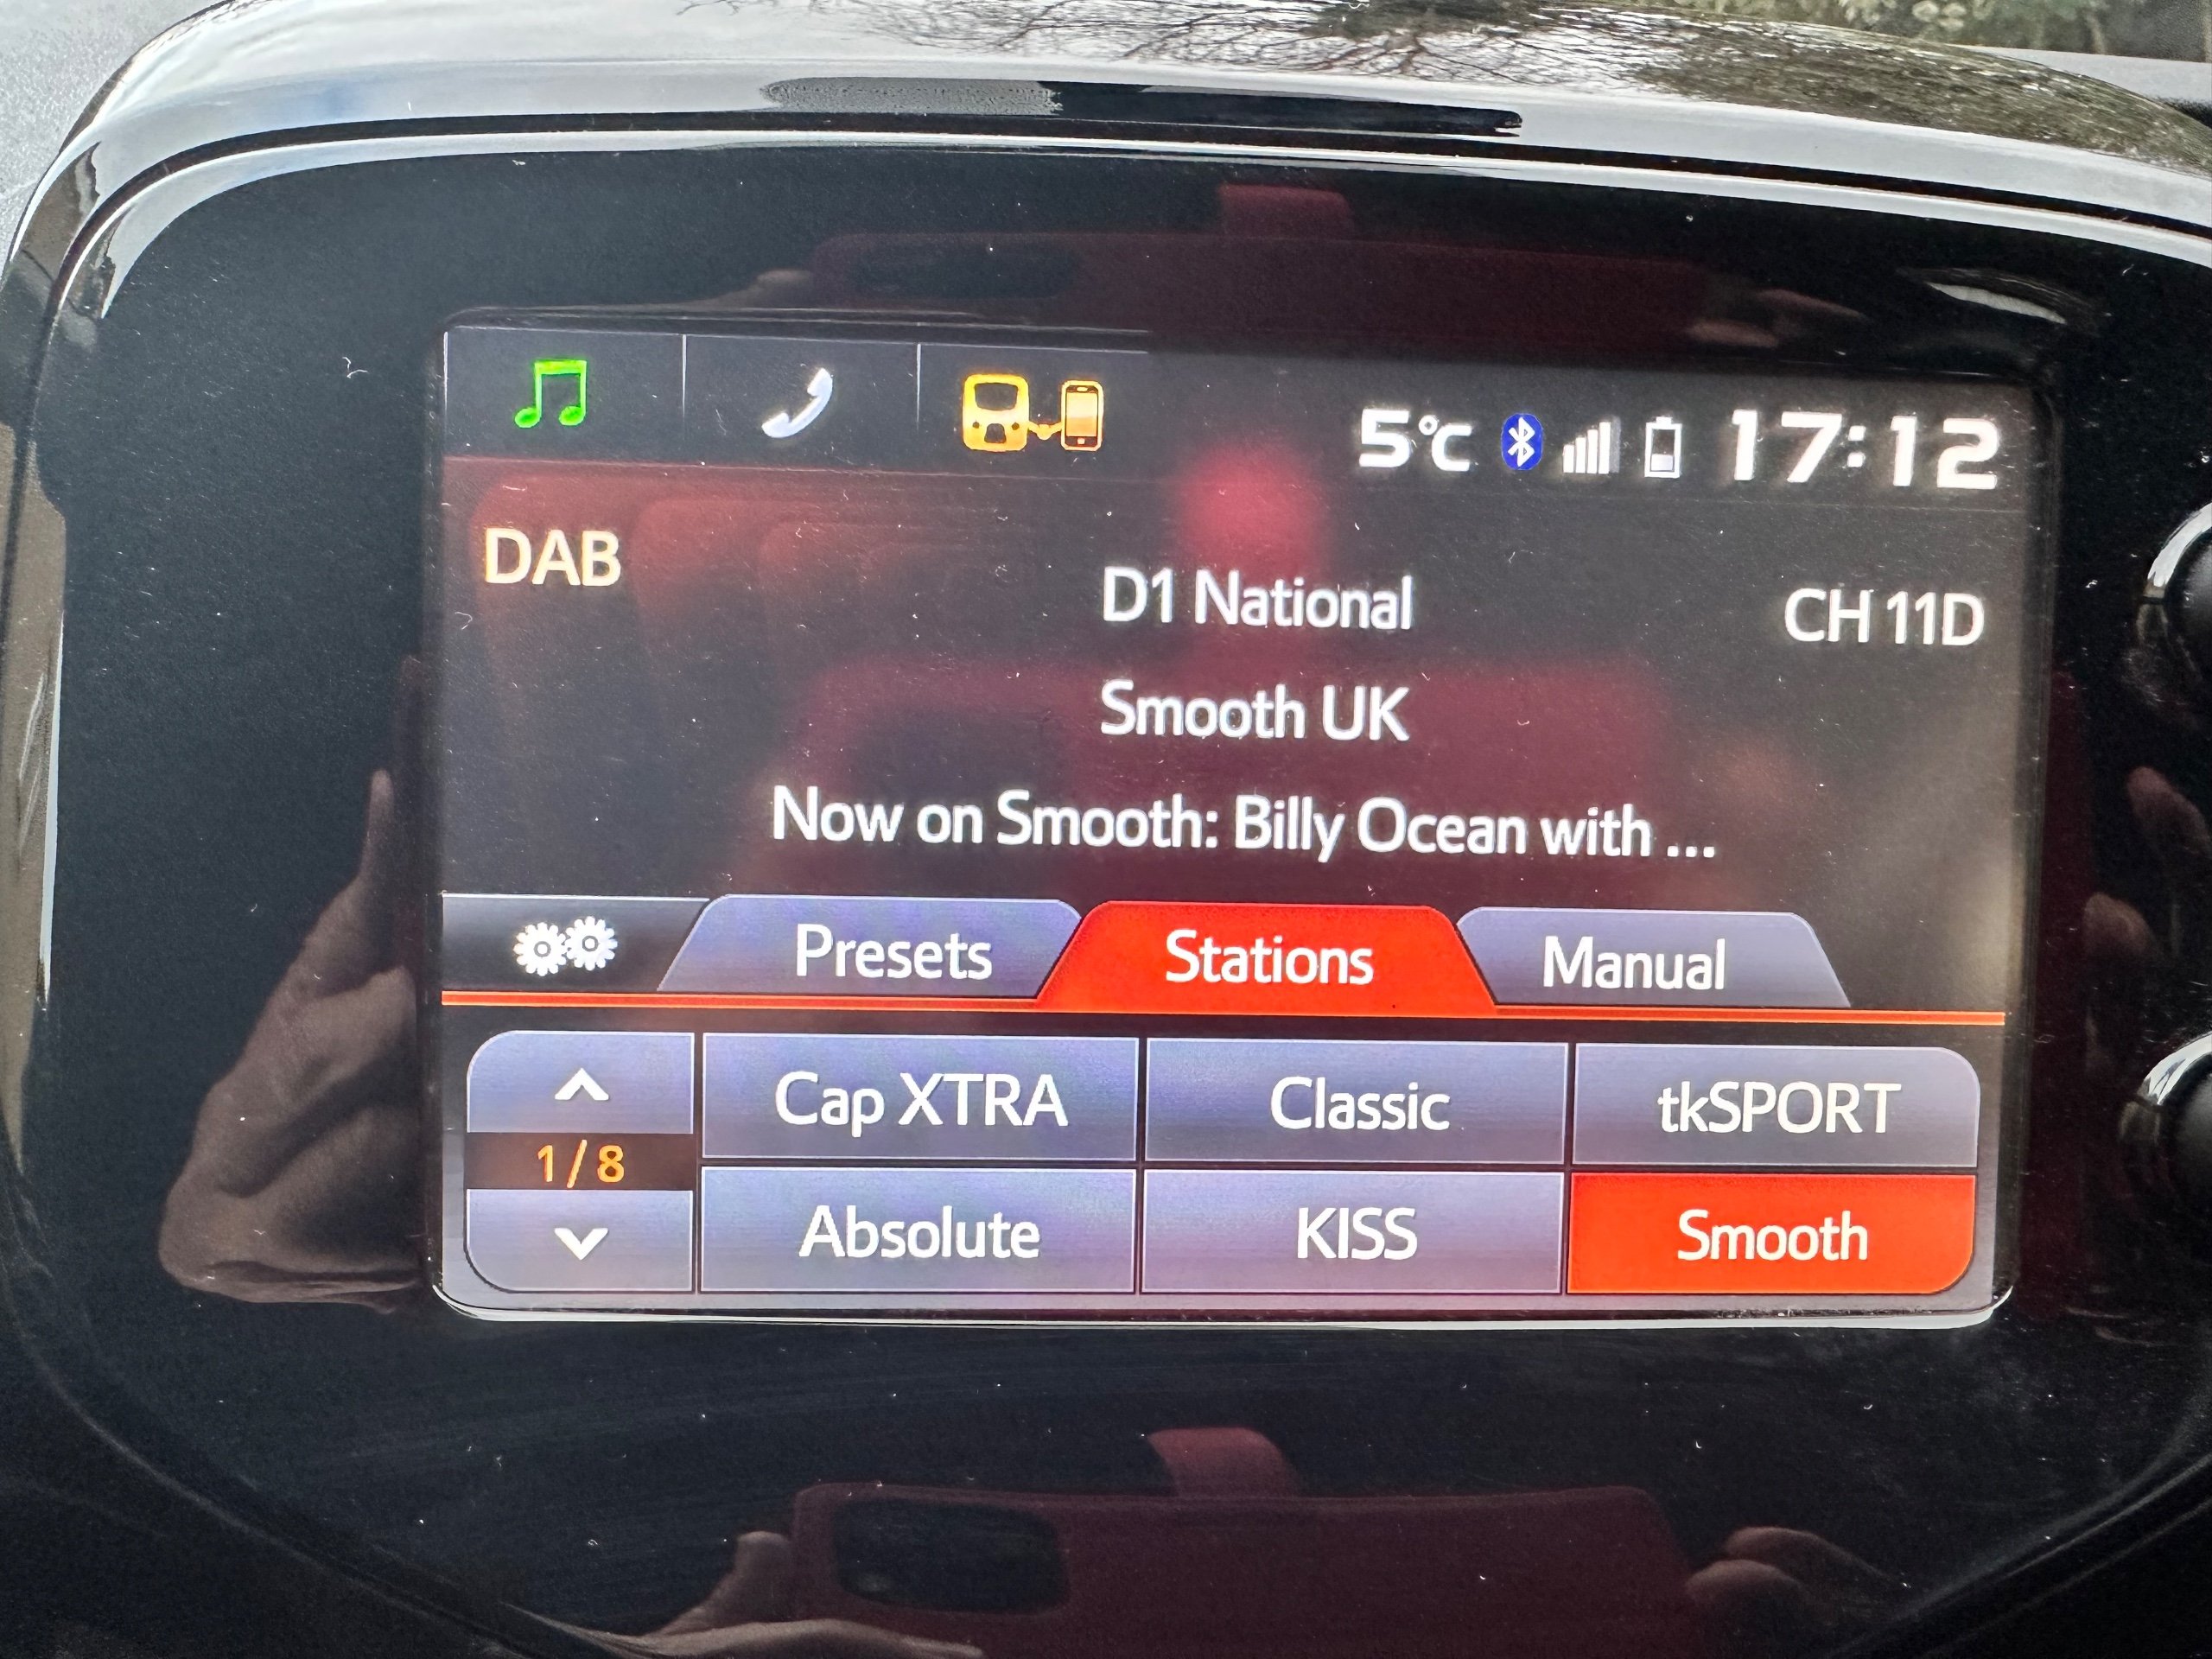 5°C 17:12
DAB
D1 National
CH 11D
Smooth UK
Now on Smooth: Billy Ocean with ...
Presets Stations Manual
Cap XTRA Classic tkSPORT
1/8
Absolute KISS Smooth